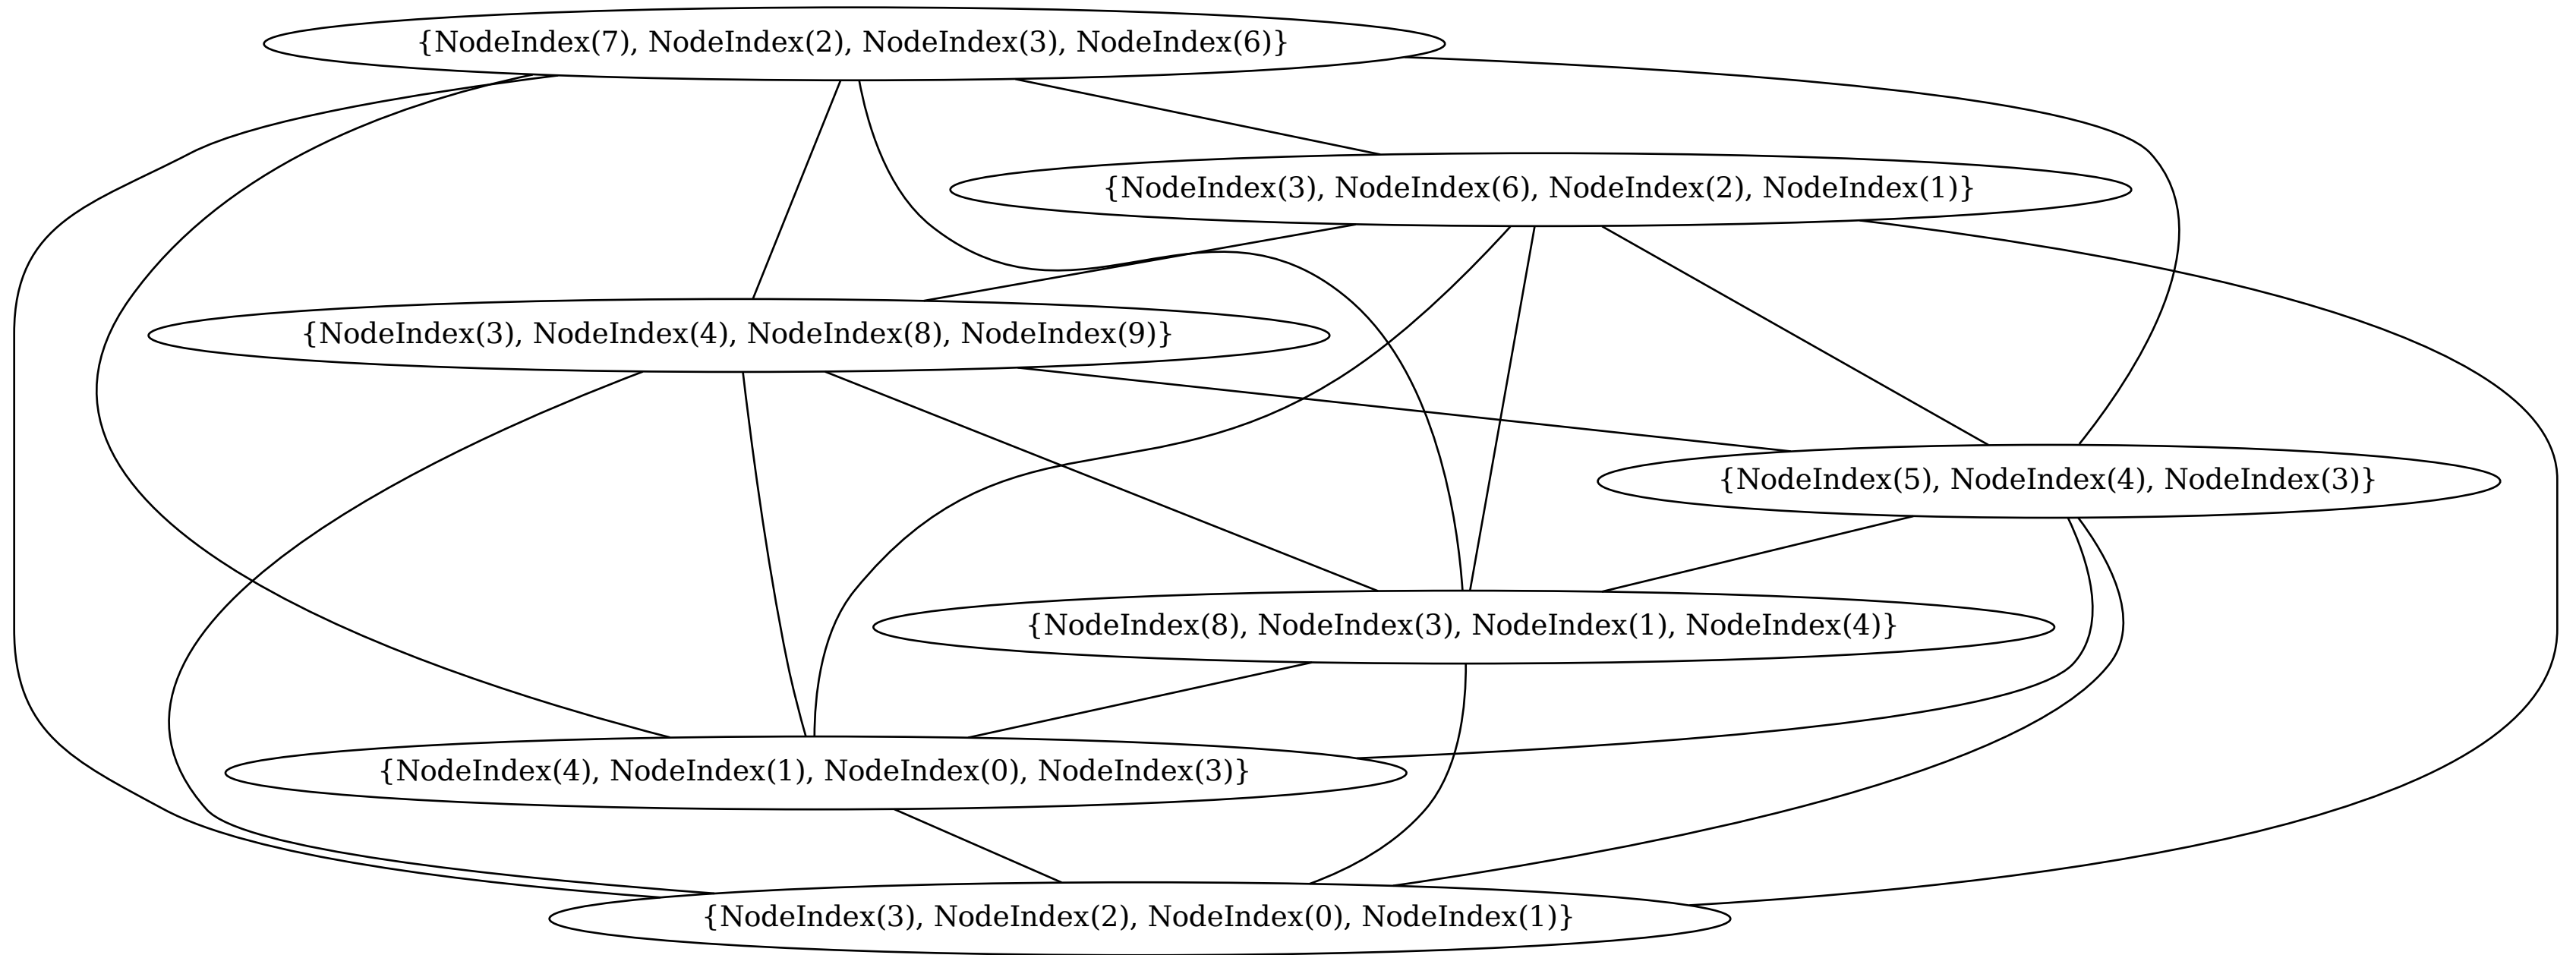 {NodeIndex(7), NodeIndex(2), NodeIndex(3), NodeIndex(6)}
{NodeIndex(3), NodeIndex(6), NodeIndex(2), NodeIndex(1)}
{NodeIndex(3), NodeIndex(4), NodeIndex(8), NodeIndex(9)}
{NodeIndex(5), NodeIndex(4), NodeIndex(3)}
{NodeIndex(8), NodeIndex(3), NodeIndex(1), NodeIndex(4)}
{NodeIndex(4), NodeIndex(1), NodeIndex(0), NodeIndex(3)}
{NodeIndex(3), NodeIndex(2), NodeIndex(0), NodeIndex(1)}